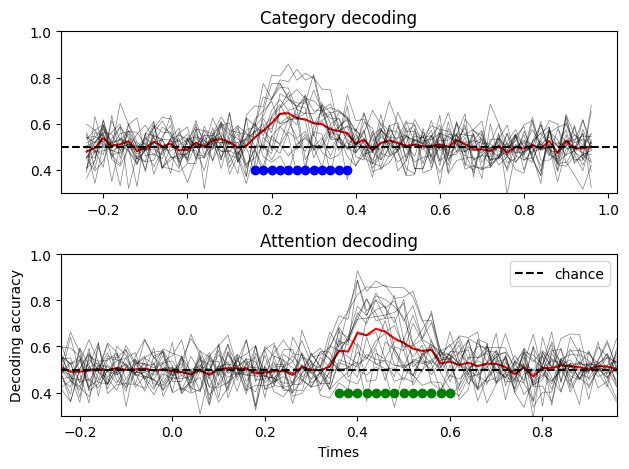 Category decoding
1.0
0.8
0.6
0.4
−0.2 0.0 0.2 0.4 0.6 0.8 1.0
Attention decoding
1.0
0.8
0.6
0.4
Decoding accuracy
chance
−0.2 0.0 0.2 0.4 0.6 0.8
Times